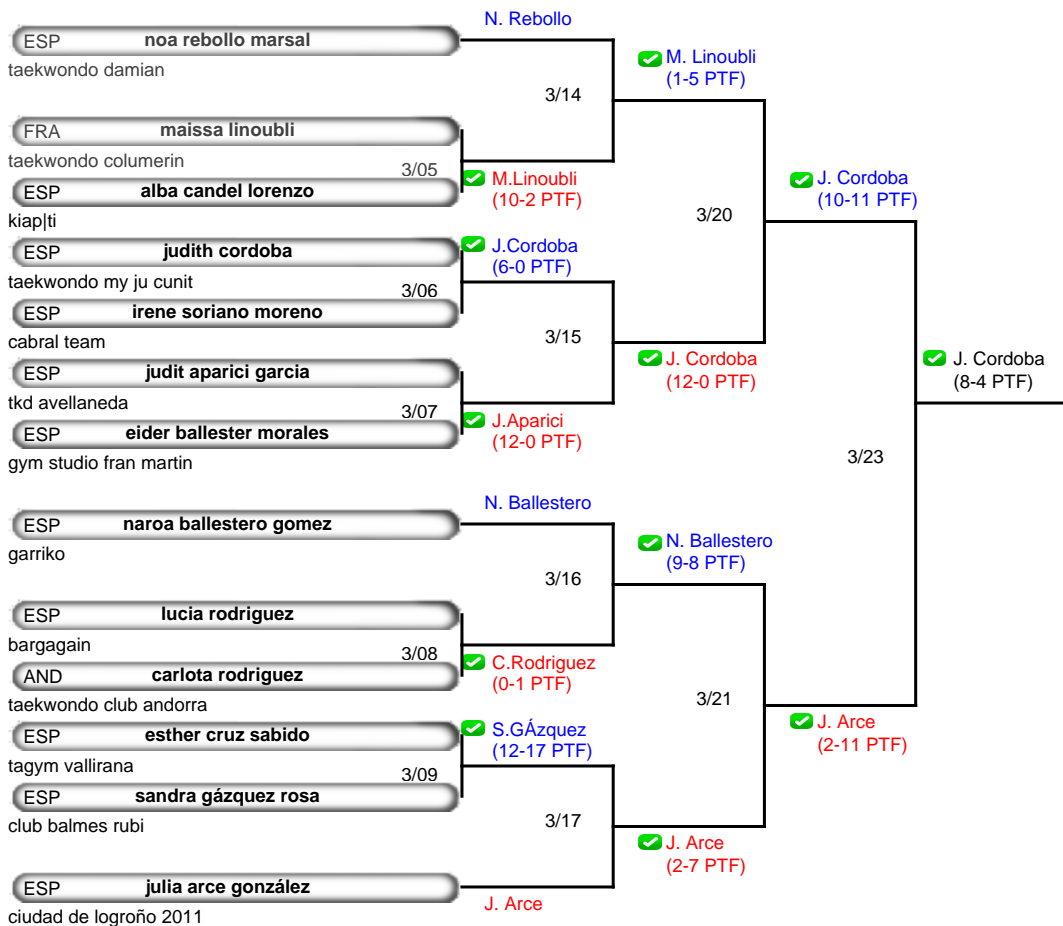 N. Rebollo
ESP noa rebollo marsal
taekwondo damian
M. Linoubli
(1-5 PTF)
3/14
FRA maissa linoubli
taekwondo columerin
3/05
ESP alba candel lorenzo
kiap|ti
M.Linoubli
(10-2 PTF)
J. Cordoba
(10-11 PTF)
3/20
ESP judith cordoba
taekwondo my ju cunit
J.Cordoba
(6-0 PTF)
3/06
ESP irene soriano moreno
cabral team
3/15
J. Cordoba
(12-0 PTF)
J. Cordoba
(8-4 PTF)
ESP judit aparici garcia
tkd avellaneda
3/07
ESP eider ballester morales
gym studio fran martin
J.Aparici
(12-0 PTF)
3/23
N. Ballestero
ESP naroa ballestero gomez
garriko
N. Ballestero
(9-8 PTF)
3/16
ESP lucia rodriguez
bargagain
3/08
AND carlota rodriguez
taekwondo club andorra
C.Rodriguez
(0-1 PTF)
3/21
J. Arce
(2-11 PTF)
ESP esther cruz sabido
tagym vallirana
S.GÁzquez
(12-17 PTF)
3/09
ESP sandra gázquez rosa
club balmes rubi
3/17
J. Arce
(2-7 PTF)
ESP julia arce gonzález
ciudad de logroño 2011
J. Arce